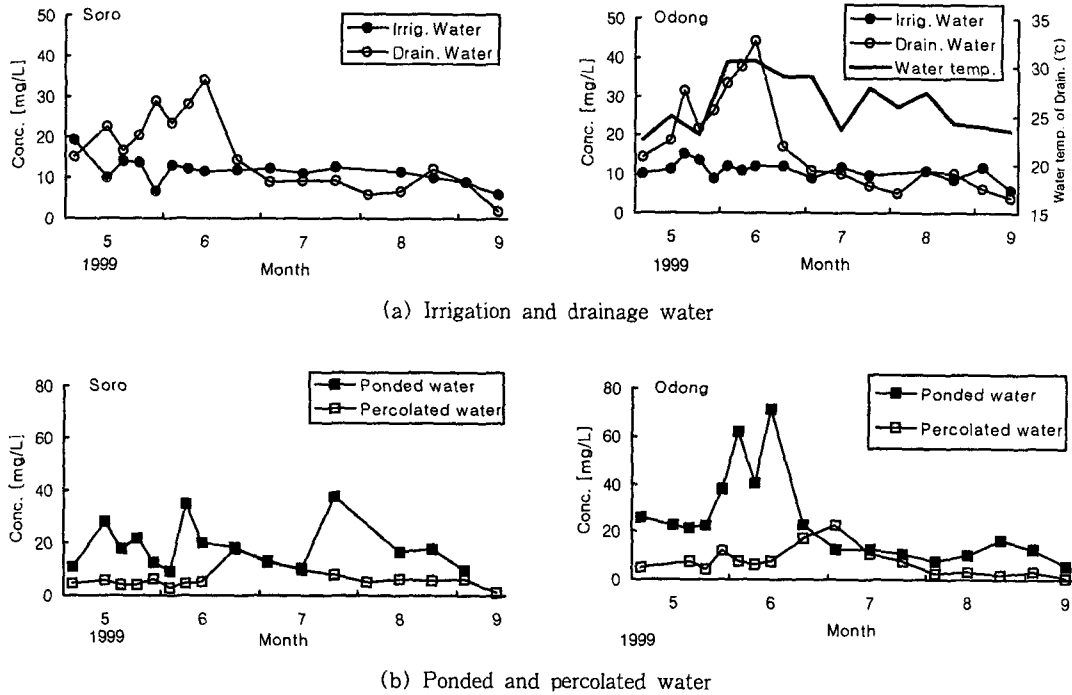 Soro
Irrig. Water
Drain. Water
Conc. [mg/L]
50
40
30
20
10
0
5
6
7
8
9
1999
Month
Odong
Irrig. Water
Drain. Water
Water temp.
Conc. [mg/L]
50
40
30
20
10
0
35
30
25
20
15
Water temp. of Drain. (℃)
5
6
7
8
9
1999
Month
(a) Irrigation and drainage water
Soro
Ponded water
Percolated water
Conc. [mg/L]
80
60
40
20
0
5
6
7
8
9
1999
Month
Odong
Ponded water
Percolated water
Conc. [mg/L]
80
60
40
20
0
5
6
7
8
9
1999
Month
(b) Ponded and percolated water